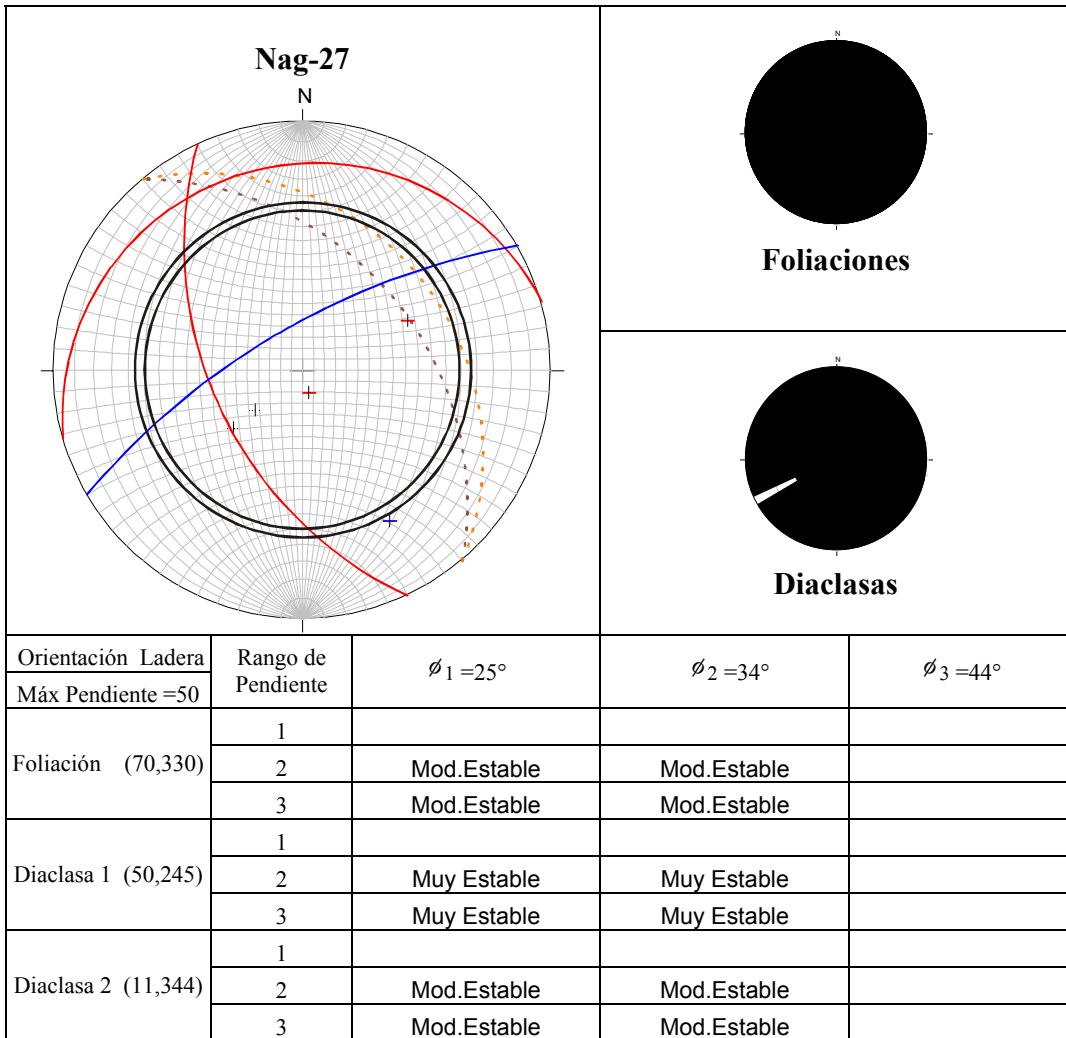 Nag-27
N
N
Foliaciones
N
Diaclasas
Orientación Ladera
Máx Pendiente =50
Rango de
Pendiente
ϕ1 =25°
ϕ2 =34°
ϕ3 =44°
Foliación (70,330)
1
2 Mod.Estable Mod.Estable
3 Mod.Estable Mod.Estable
Diaclasa 1 (50,245)
1
2 Muy Estable Muy Estable
3 Muy Estable Muy Estable
Diaclasa 2 (11,344)
1
2 Mod.Estable Mod.Estable
3 Mod.Estable Mod.Estable